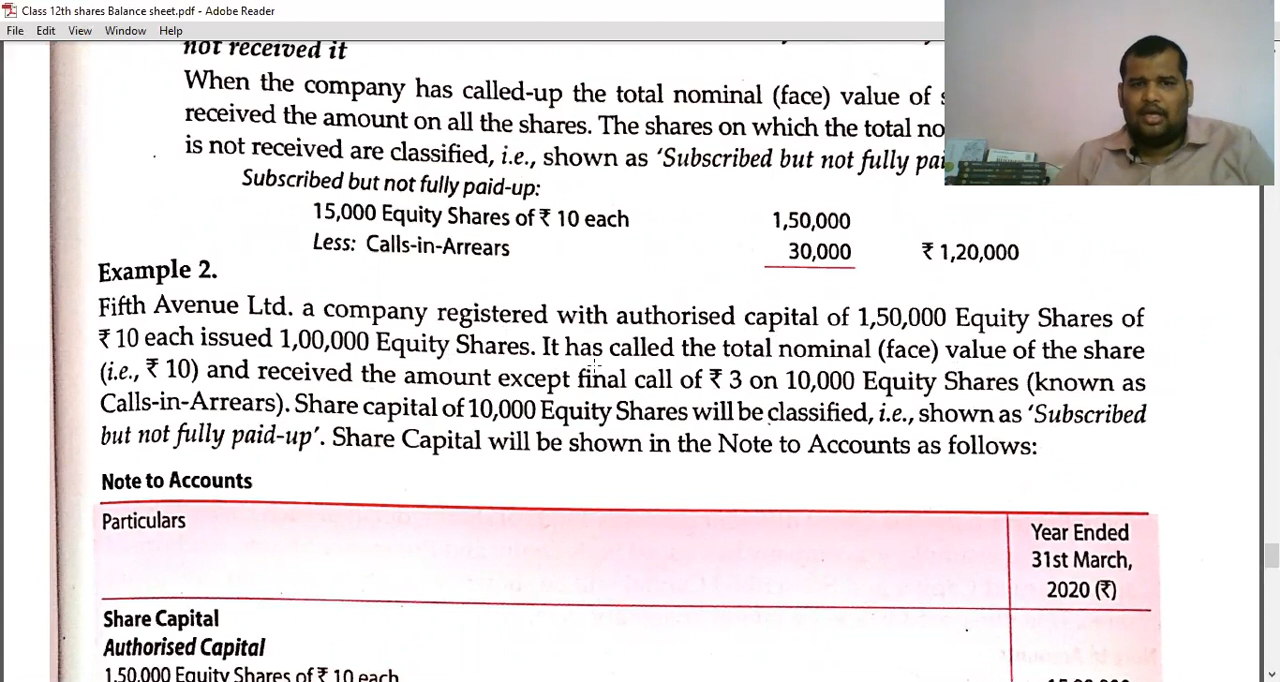 Class 12th shares Balance sheet.pdf - Adobe Reader
File Edit View Window Help
not received it
When the company has called-up the total nominal (face) value of
received the amount on all the shares. The shares on which the total
is not received are classified, i.e., shown as 'Subscribed but not fully
Subscribed but not fully paid-up:
15,000 Equity Shares of ₹ 10 each 1,50,000
Less: Calls-in-Arrears 30,000 ₹ 1,20,000
Example 2.
Fifth Avenue Ltd. a company registered with authorised capital of 1,50,000 Equity Shares of
₹ 10 each issued 1,00,000 Equity Shares. It has called the total nominal (face) value of the share
(i.e., ₹ 10) and received the amount except final call of ₹ 3 on 10,000 Equity Shares (known as
Calls-in-Arrears). Share capital of 10,000 Equity Shares will be classified, i.e., shown as 'Subscribed
but not fully paid-up'. Share Capital will be shown in the Note to Accounts as follows:
Note to Accounts
Particulars Year Ended
31st March,
2020 (₹)
Share Capital
Authorised Capital
1,50,000 Equity Shares of ₹ 10 each